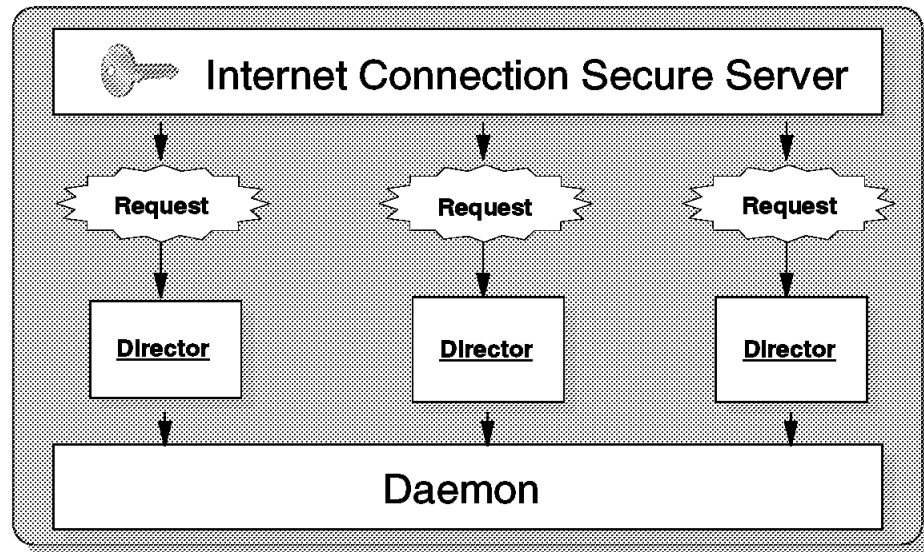 Internet Connection Secure Server
Request
Request
Request
Director
Director
Director
Daemon